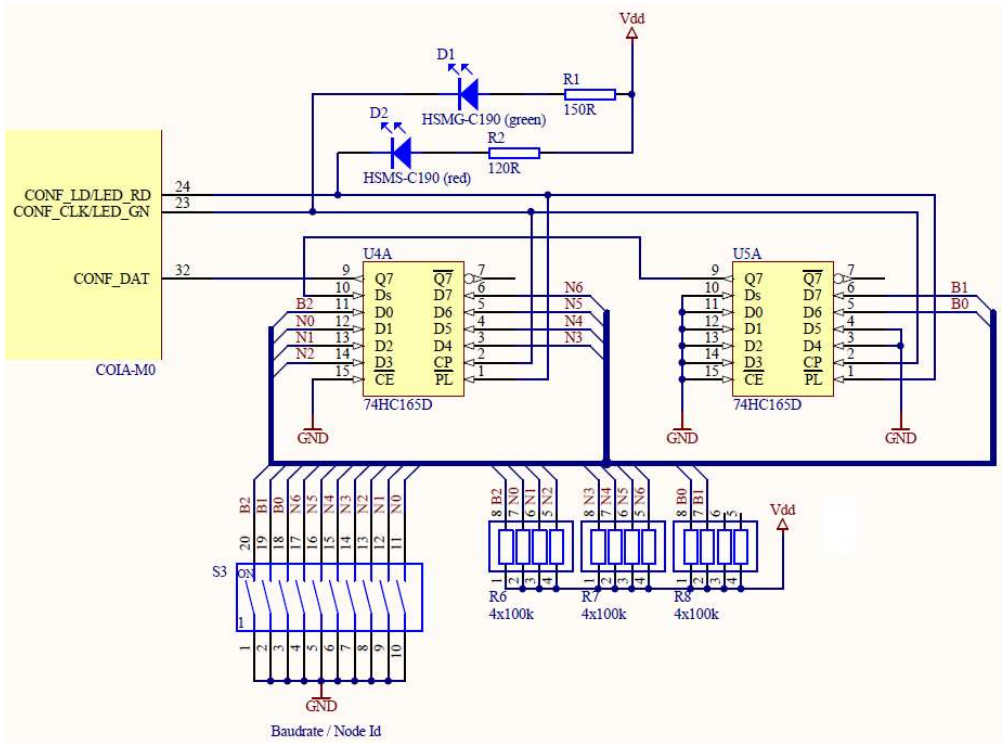 Vdd
D1
R1
HSMG-C190 (green)
150R
D2
R2
HSMS-C190 (red)
120R
CONF_LD/LED_RD 24
CONF_CLK/LED_GN 23
CONF_DAT 32
COIA-M0
U4A
9 Q7 Q7 7
10 Ds D7 6 N6
B2 11 D0 D6 5 N5
N0 12 D1 D5 4 N4
N1 13 D2 D4 3 N3
N2 14 D3 CP 2
15 CE PL 1
74HC165D
GND
U5A
9 Q7 Q7 7
10 Ds D7 6 B1
11 D0 D6 5 B0
12 D1 D5 4
13 D2 D4 3
14 D3 CP 2
15 CE PL 1
74HC165D
GND
GND
B2 B1 B0 N6 N5 N4 N3 N2 N1 N0
20 19 18 17 16 15 14 13 12 11
S3
ON
1
1 2 3 4 5 6 7 8 9 10
GND
Baudrate / Node Id
B2 N0 N1 N2
8 7 6 5
1 2 3 4
R6
4x100k
N3 N4 N5 N6
8 7 6 5
1 2 3 4
R7
4x100k
B0 B1
8 7 6 5
1 2 3 4
R8
4x100k
Vdd